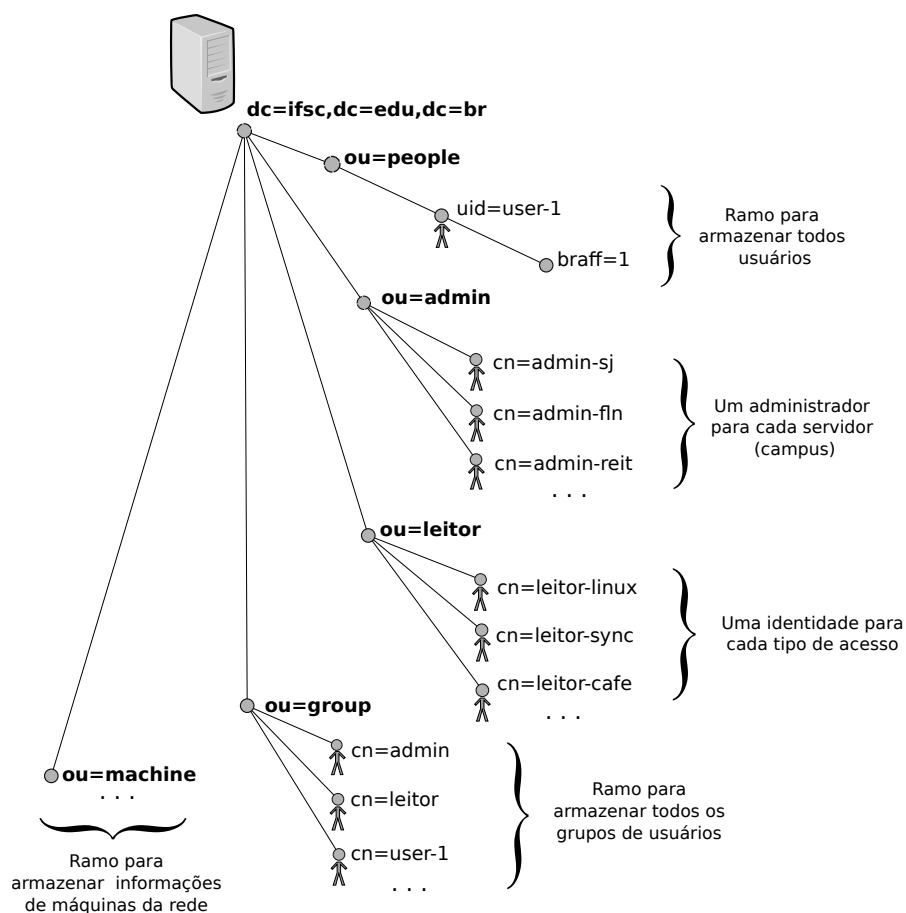 dc=ifsc,dc=edu,dc=br
ou=people
uid=user-1
braff=1
Ramo para
armazenar todos
usuários
ou=admin
cn=admin-sj
cn=admin-fln
cn=admin-reit
. . .
Um administrador
para cada servidor
(campus)
ou=leitor
cn=leitor-linux
cn=leitor-sync
cn=leitor-cafe
. . .
Uma identidade para
cada tipo de acesso
ou=group
cn=admin
cn=leitor
cn=user-1
. . .
Ramo para
armazenar todos os
grupos de usuários
ou=machine
. . .
Ramo para
armazenar informações
de máquinas da rede